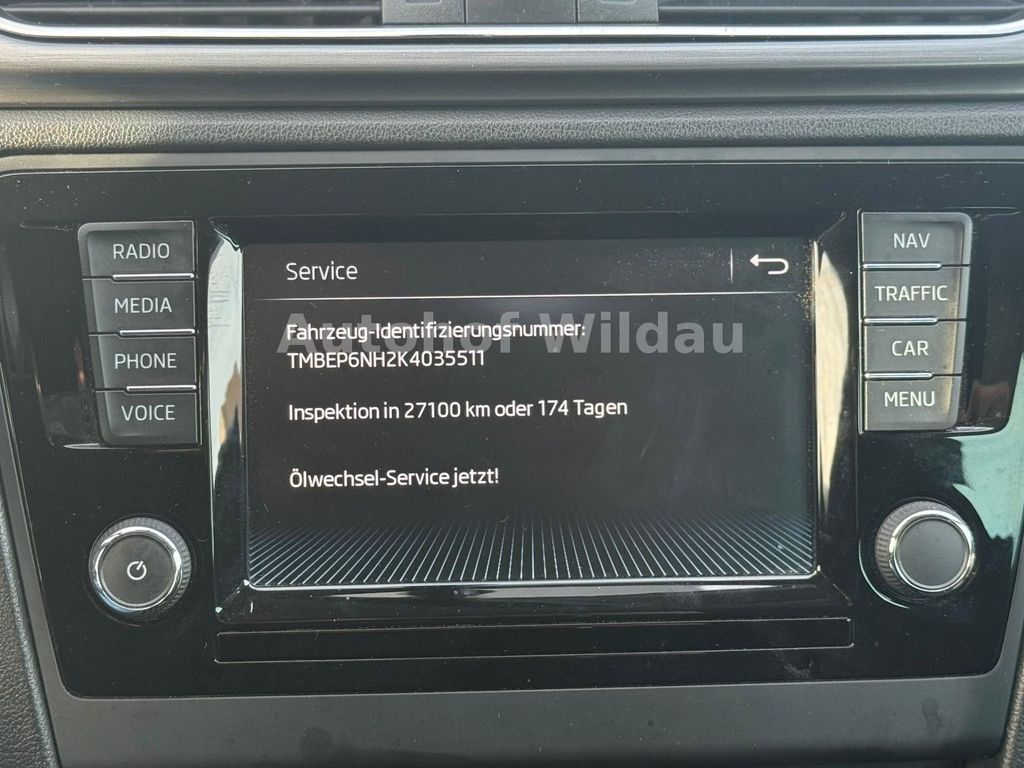 RADIO
MEDIA
PHONE
VOICE
Service
Fahrzeug-Identifizierungsnummer:
TMBEP6NH2K4035511
Inspektion in 27100 km oder 174 Tagen
Ölwechsel-Service jetzt!
Autohof Wildau
NAV
TRAFFIC
CAR
MENU